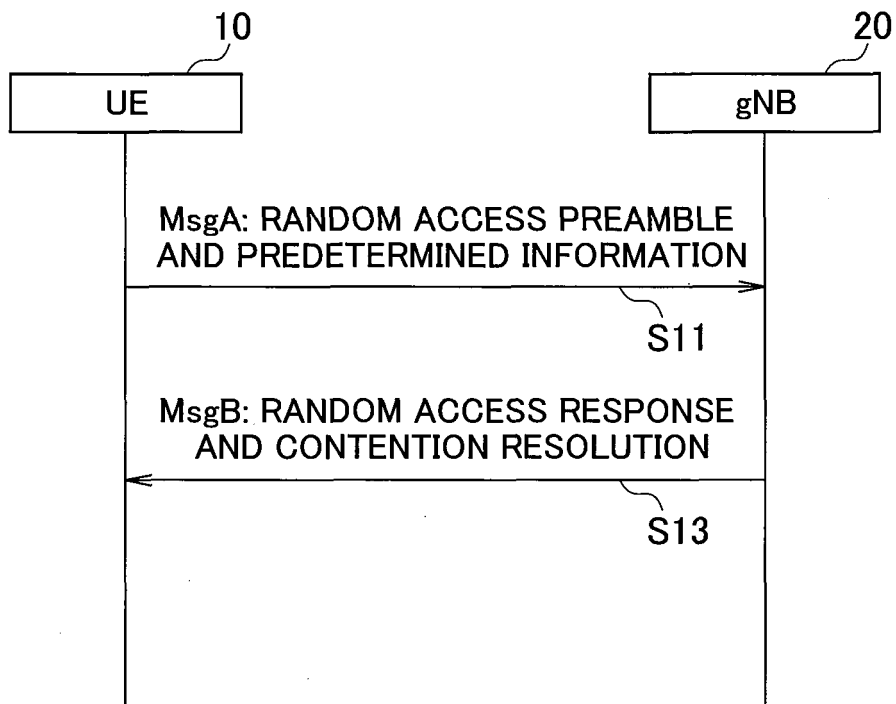 10
20
UE
gNB
MsgA: RANDOM ACCESS PREAMBLE
AND PREDETERMINED INFORMATION
S11
MsgB: RANDOM ACCESS RESPONSE
AND CONTENTION RESOLUTION
S13